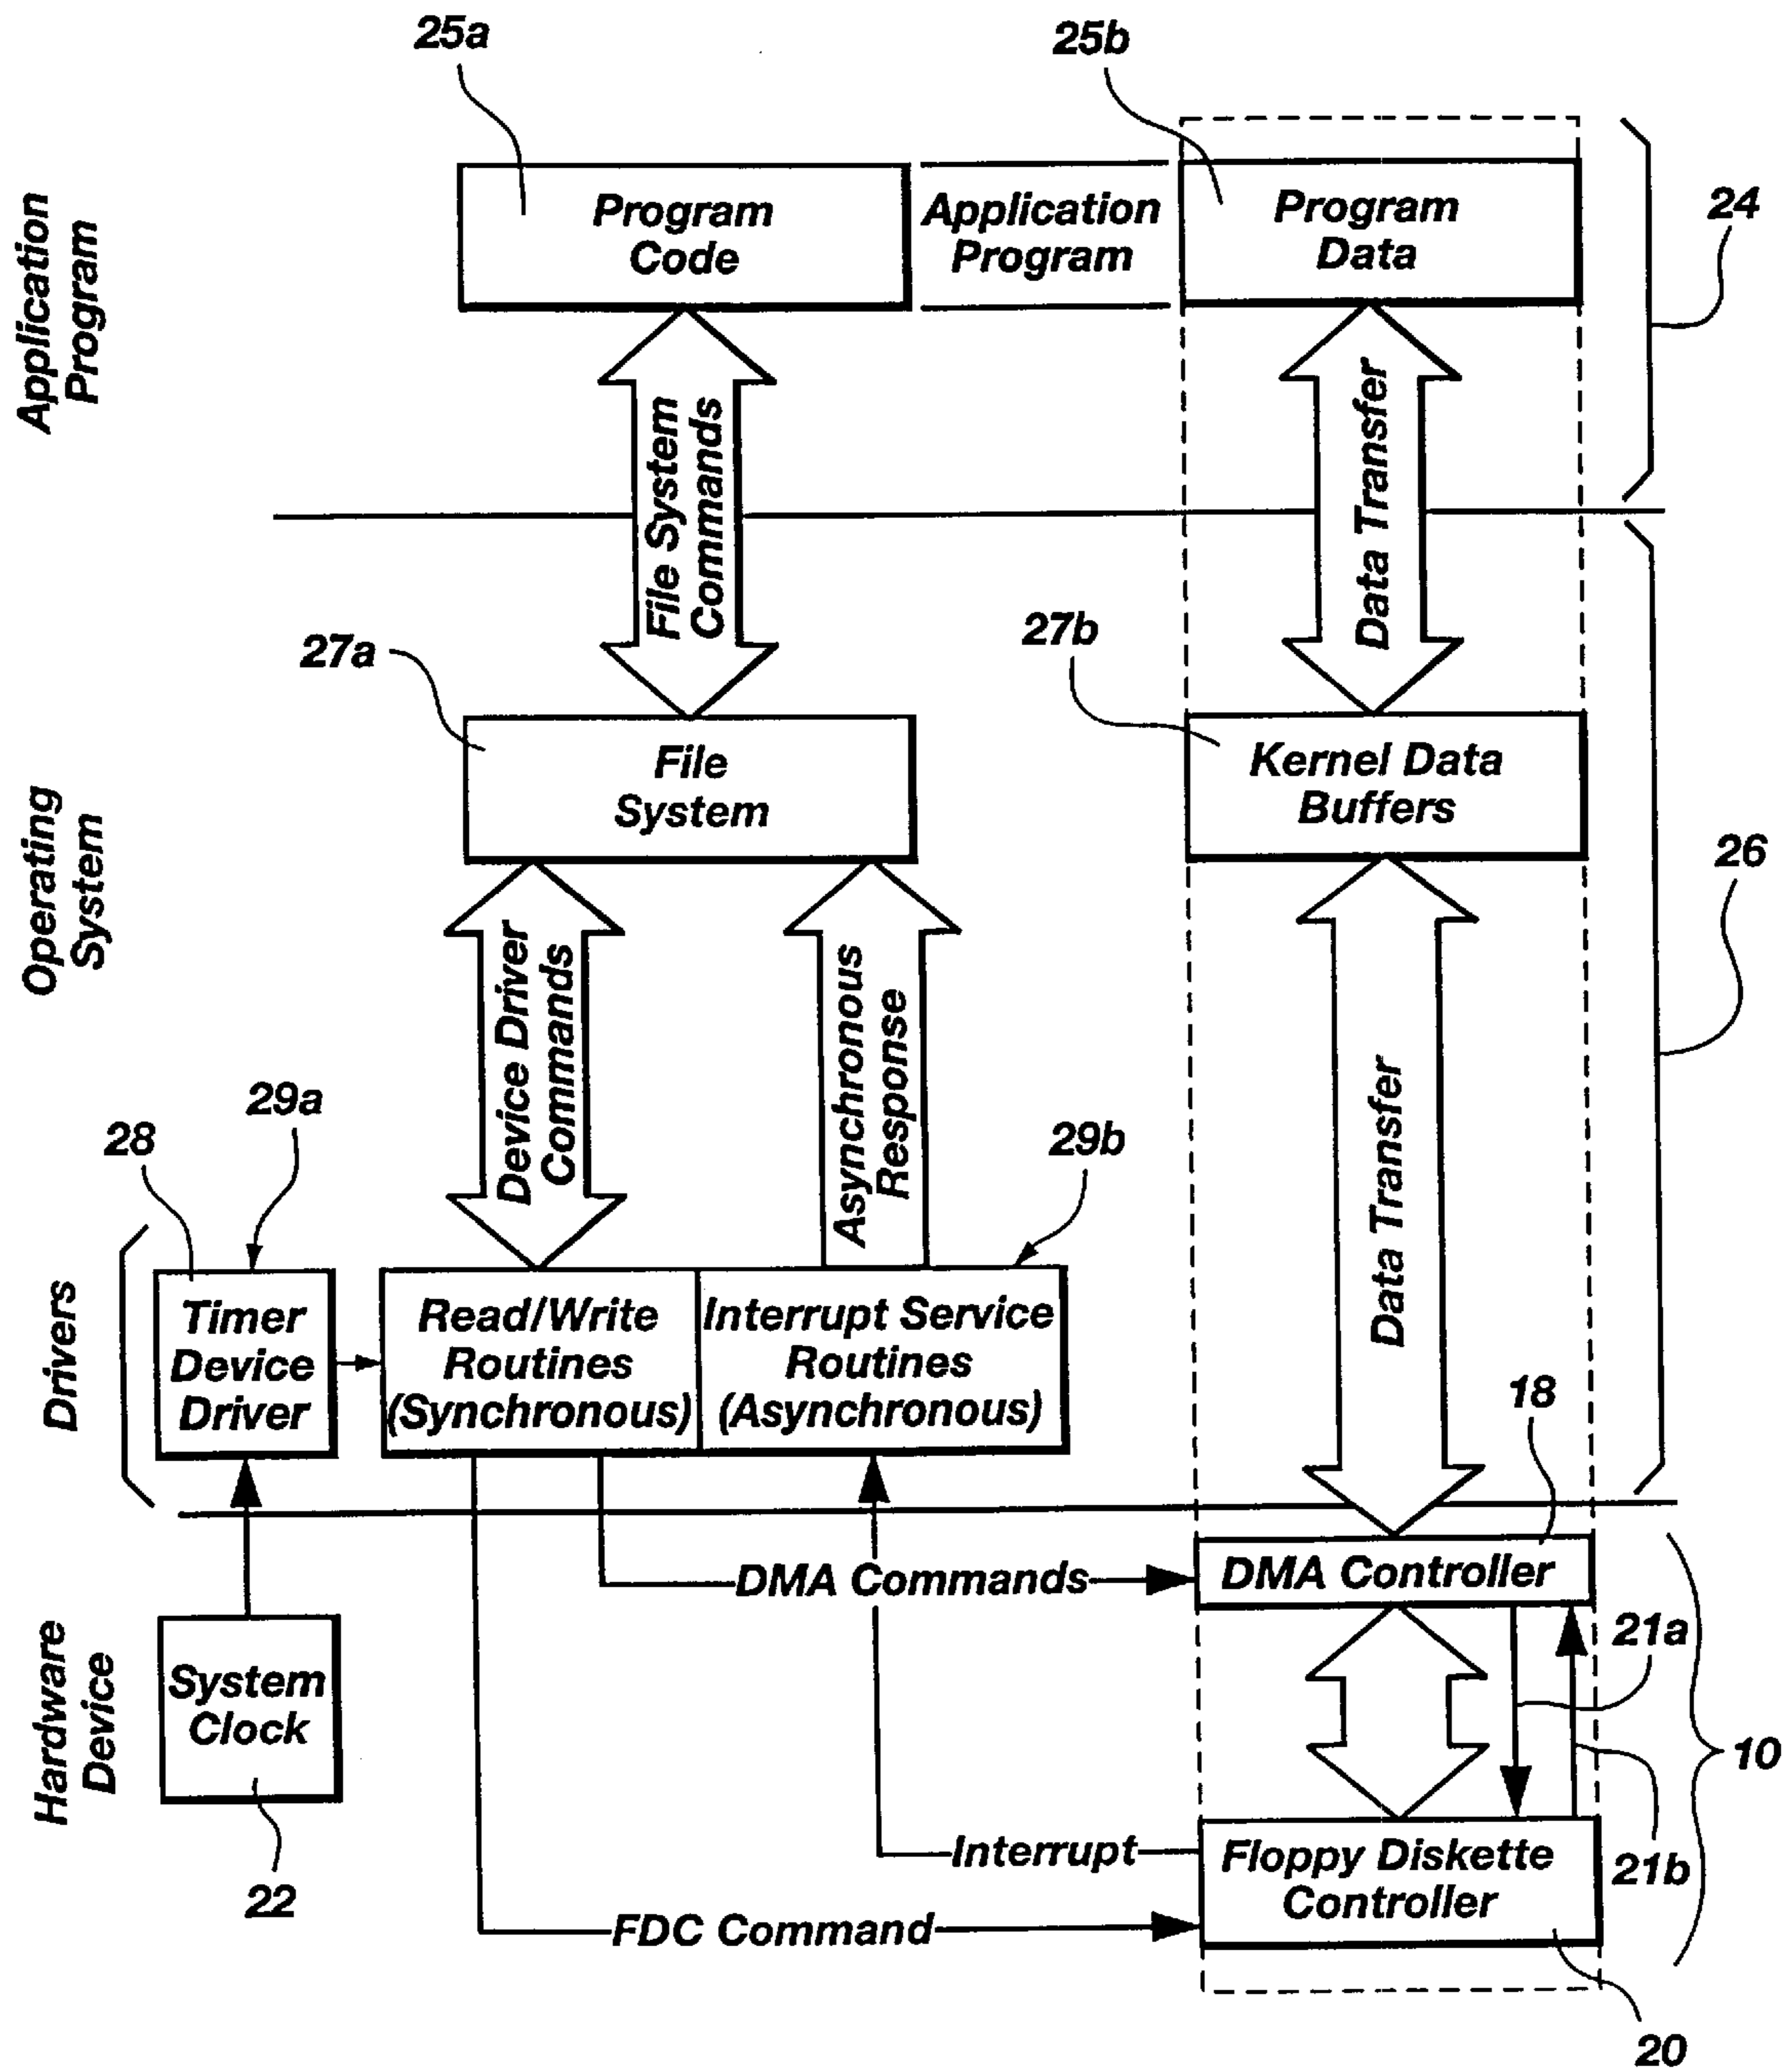 25a
25b
Application
Program
Program
Code
Application
Program
Program
Data
24
File System
Commands
Data Transfer
27a
27b
Operating
System
File
System
Kernel Data
Buffers
26
Device Driver
Commands
Asynchronous
Response
Data Transfer
29a
28
29b
Drivers
Timer
Device
Driver
Read/Write
Routines
(Synchronous)
Interrupt Service
Routines
(Asynchronous)
18
DMA Commands
DMA Controller
Hardware
Device
System
Clock
22
21a
10
21b
Interrupt
Floppy Diskette
Controller
FDC Command
20